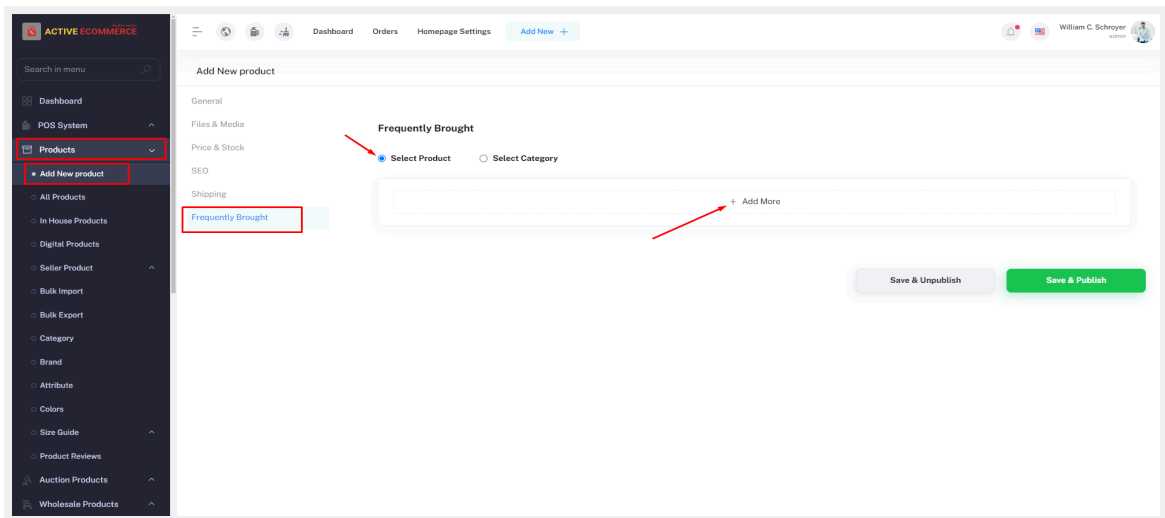 ACTIVE ECOMMERCE
Dashboard
Orders
Homepage Settings
Add New +
William C. Schroyer
admin
Search in menu
Dashboard
POS System
Products
Add New product
All Products
In House Products
Digital Products
Seller Product
Bulk Import
Bulk Export
Category
Brand
Attribute
Colors
Size Guide
Product Reviews
Auction Products
Wholesale Products
Add New product
General
Files & Media
Price & Stock
SEO
Shipping
Frequently Brought
Frequently Brought
Select Product
Select Category
+ Add More
Save & Unpublish
Save & Publish